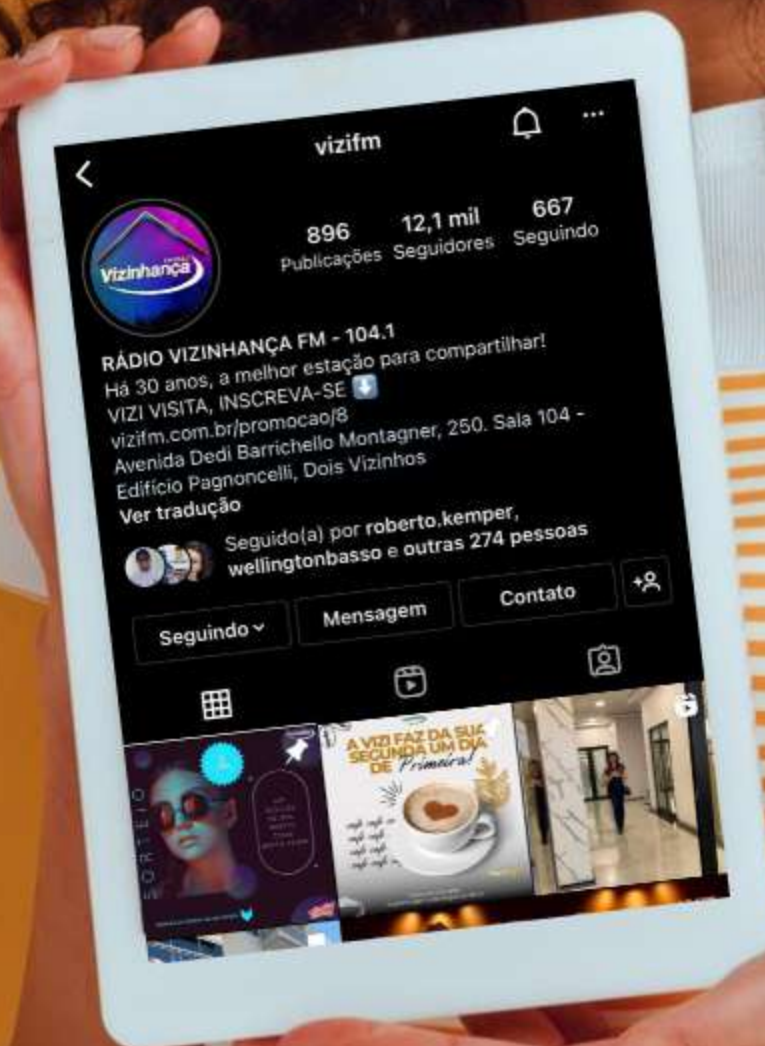 vizifm
Vizinhança
896
12,1 mil
667
Publicações
Seguidores
Seguindo
RÁDIO VIZINHANÇA FM - 104.1
Há 30 anos, a melhor estação para compartilhar!
VIZI VISITA, INSCREVA-SE ⬇️
vizifm.com.br/promocao/8
Avenida Dedi Barrichello Montagner, 250. Sala 104 -
Edifício Pagnoncelli, Dois Vizinhos
Ver tradução
Seguido(a) por roberto.kemper,
wellingtonbasso e outras 274 pessoas
Seguindo
Mensagem
Contato
SORTEIO
A VIZI FAZ DA SUA
SEGUNDA UM DIA
DE Primeira!